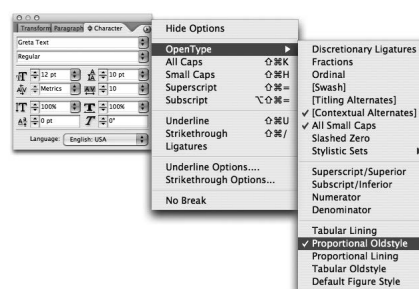 Transform Paragraph Character
Greta Text
Regular
12 pt 10 pt
Metrics 10
100% 100%
0 pt 0°
Language: English: USA
Hide Options
OpenType
All Caps ⇧⌘K
Small Caps ⇧⌘H
Superscript ⇧⌘=
Subscript ⌥⇧⌘=
Underline ⇧⌘U
Strikethrough ⇧⌘/
Ligatures
Underline Options....
Strikethrough Options...
No Break
Discretionary Ligatures
Fractions
Ordinal
[Swash]
[Titling Alternates]
✓ [Contextual Alternates]
✓ All Small Caps
Slashed Zero
Stylistic Sets
Superscript/Superior
Subscript/Inferior
Numerator
Denominator
Tabular Lining
✓ Proportional Oldstyle
Proportional Lining
Tabular Oldstyle
Default Figure Style